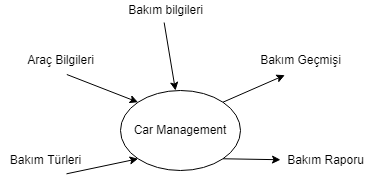 Bakım bilgileri
Araç Bilgileri
Bakım Geçmişi
Car Management
Bakım Türleri
Bakım Raporu